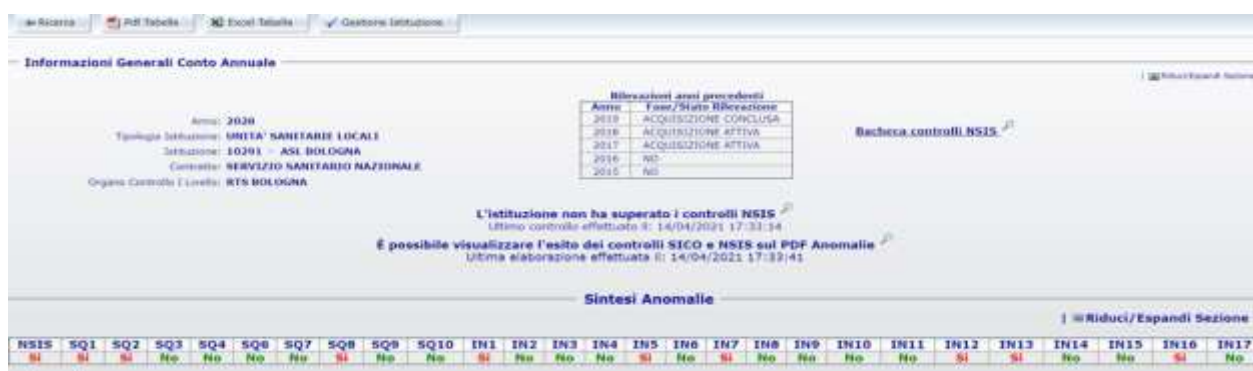 Ricerca Pdf Tabella Excel Tabella Gestione Istituzione
Informazioni Generali Conto Annuale
Riduci/Espandi Sezione
Anno: 2020
Tipologia Istituzione: UNITA' SANITARIE LOCALI
Istituzione: 10291 - ASL BOLOGNA
Contratto: SERVIZIO SANITARIO NAZIONALE
Organo Controllo I Livello: RTS BOLOGNA
Rilevazioni anni precedenti
Anno Fase/Stato Rilevazione
2019 ACQUISIZIONE CONCLUSA
2018 ACQUISIZIONE ATTIVA
2017 ACQUISIZIONE ATTIVA
2016 NO
2015 NO
Bacheca controlli NSIS
L'istituzione non ha superato i controlli NSIS
Ultimo controllo effettuato il: 14/04/2021 17:33:34
È possibile visualizzare l'esito dei controlli SICO e NSIS sul PDF Anomalie
Ultima elaborazione effettuata il: 14/04/2021 17:33:41
Sintesi Anomalie
| Riduci/Espandi Sezione
NSIS SQ1 SQ2 SQ3 SQ4 SQ6 SQ7 SQ8 SQ9 SQ10 IN1 IN2 IN3 IN4 IN5 IN6 IN7 IN8 IN9 IN10 IN11 IN12 IN13 IN14 IN15 IN16 IN17
Si Si Si No No No No Si No No Si No No No Si No Si No No No No Si Si No No Si No